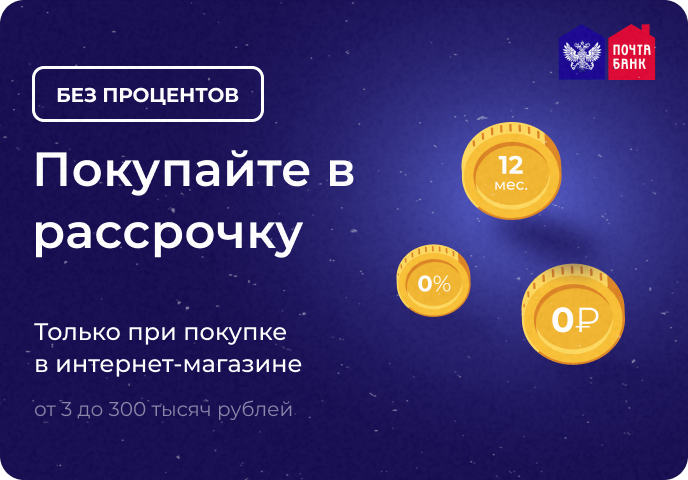 ПОЧТА
БАНК
БЕЗ ПРОЦЕНТОВ
Покупайте в
рассрочку
12
мес.
0%
0₽
Только при покупке
в интернет-магазине
от 3 до 300 тысяч рублей